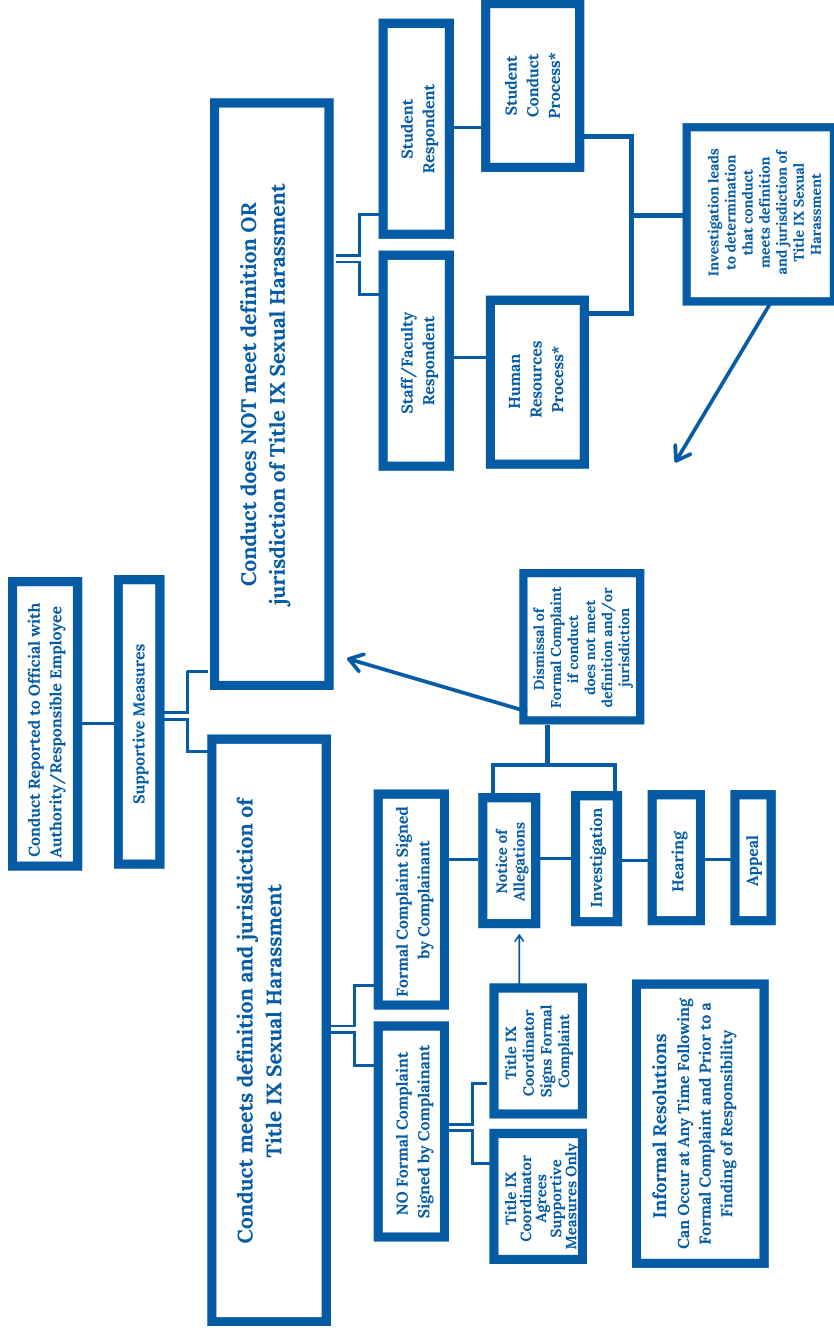 Conduct Reported to Official with
Authority/Responsible Employee
Supportive Measures
Conduct meets definition and jurisdiction of
Title IX Sexual Harassment
Conduct does NOT meet definition OR
jurisdiction of Title IX Sexual Harassment
NO Formal Complaint
Signed by Complainant
Formal Complaint Signed
by Complainant
Staff/Faculty
Respondent
Student
Respondent
Title IX
Coordinator
Agrees
Supportive
Measures Only
Title IX
Coordinator
Signs Formal
Complaint
Notice of
Allegations
Dismissal of
Formal Complaint
if conduct
does not meet
definition and/or
jurisdiction
Human
Resources
Process*
Student
Conduct
Process*
Investigation
Hearing
Appeal
Informal Resolutions
Can Occur at Any Time Following
Formal Complaint and Prior to a
Finding of Responsibility
Investigation leads
to determination
that conduct
meets definition
and jurisdiction of
Title IX Sexual
Harassment